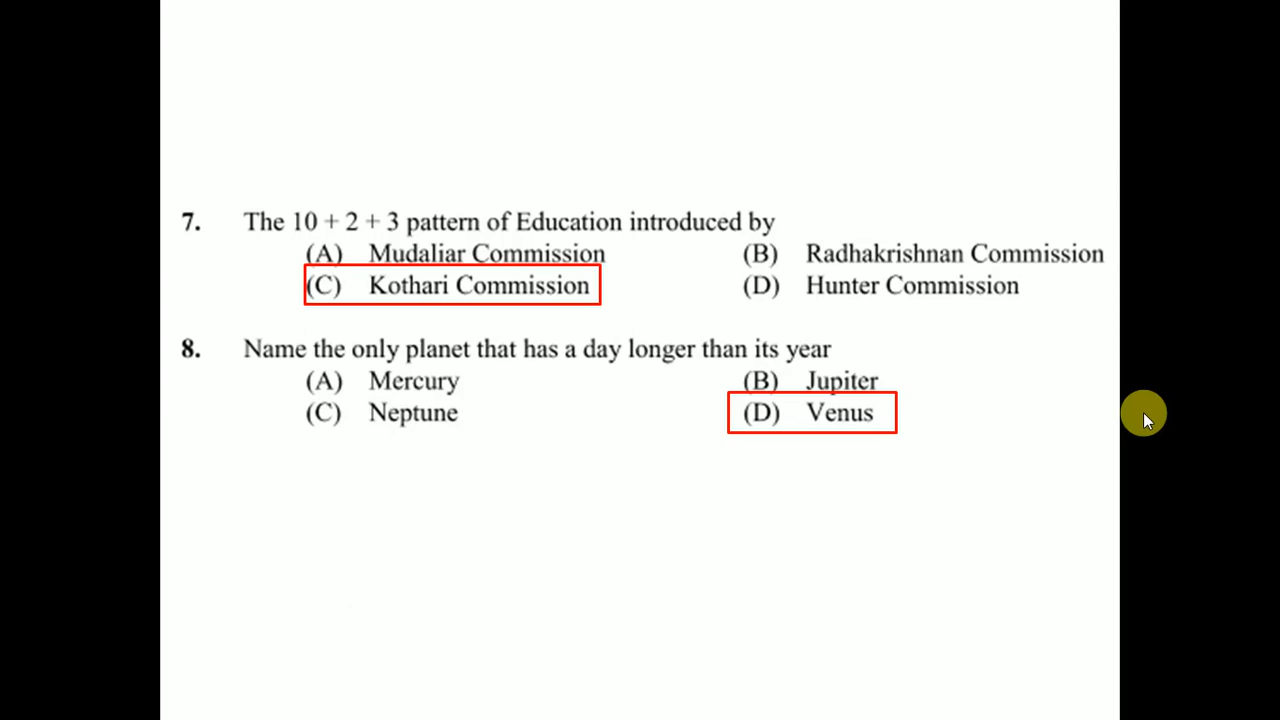 7. The 10 + 2 + 3 pattern of Education introduced by
(A) Mudaliar Commission (B) Radhakrishnan Commission
(C) Kothari Commission (D) Hunter Commission
8. Name the only planet that has a day longer than its year
(A) Mercury (B) Jupiter
(C) Neptune (D) Venus